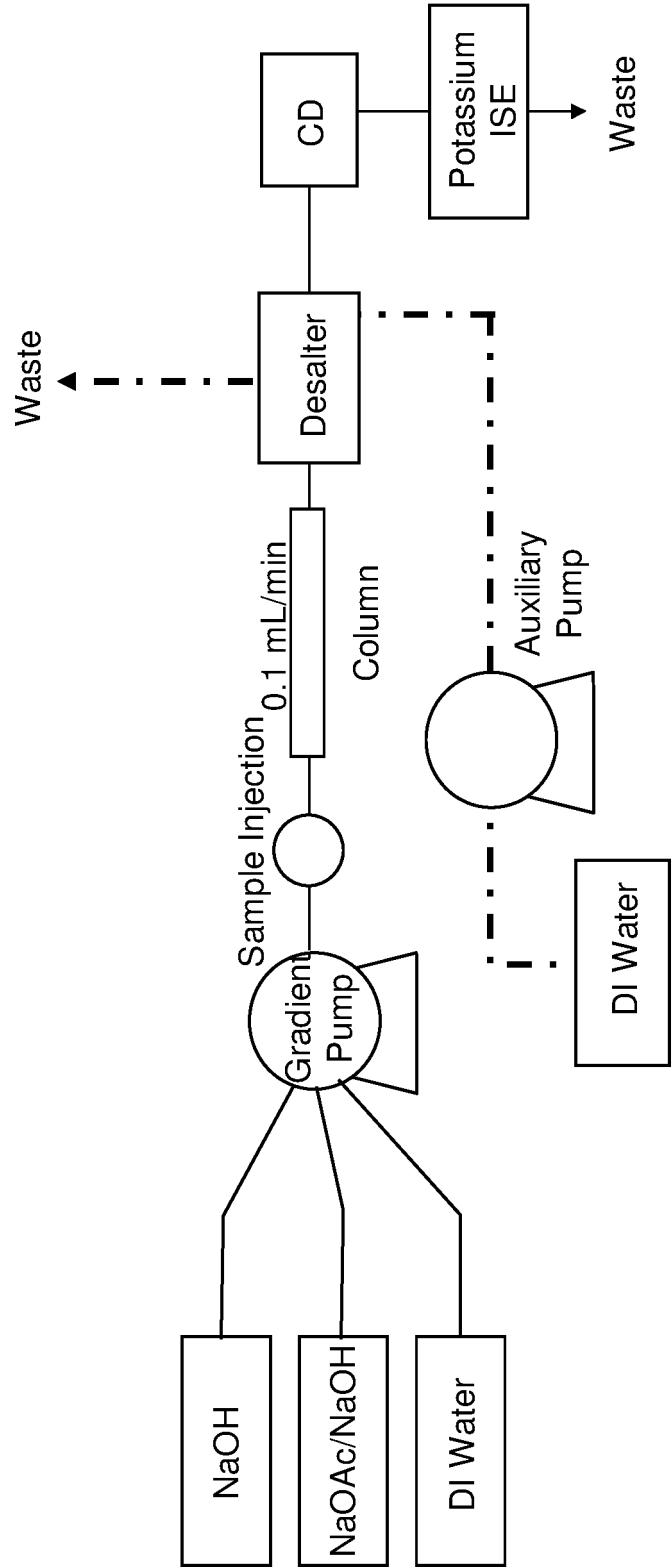 NaOH
NaOAc/NaOH
DI Water
Gradient
Pump
Sample Injection
0.1 mL/min
Column
Desalter
Waste
CD
Potassium
ISE
Waste
Auxiliary
Pump
DI Water